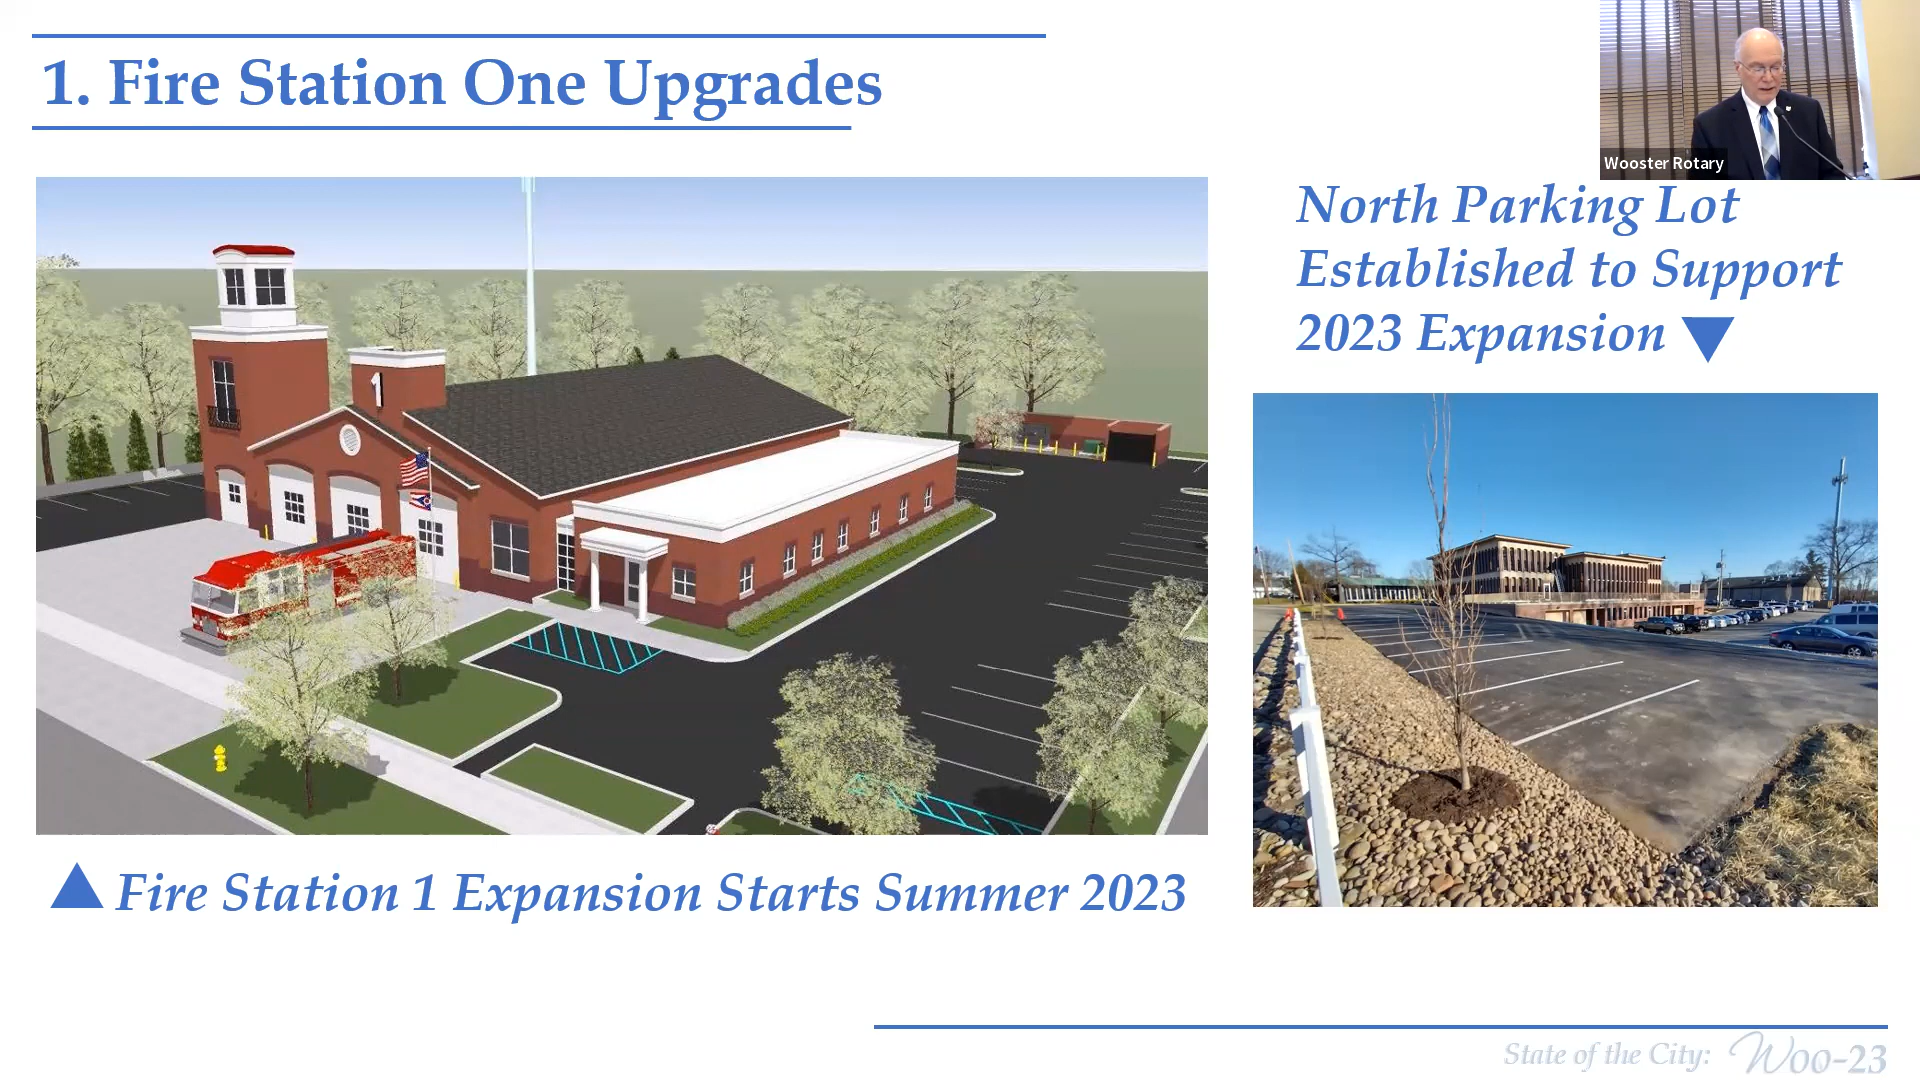 1. Fire Station One Upgrades
Wooster Rotary
North Parking Lot
Established to Support
2023 Expansion
1
Fire Station 1 Expansion Starts Summer 2023
State of the City: Woo-23